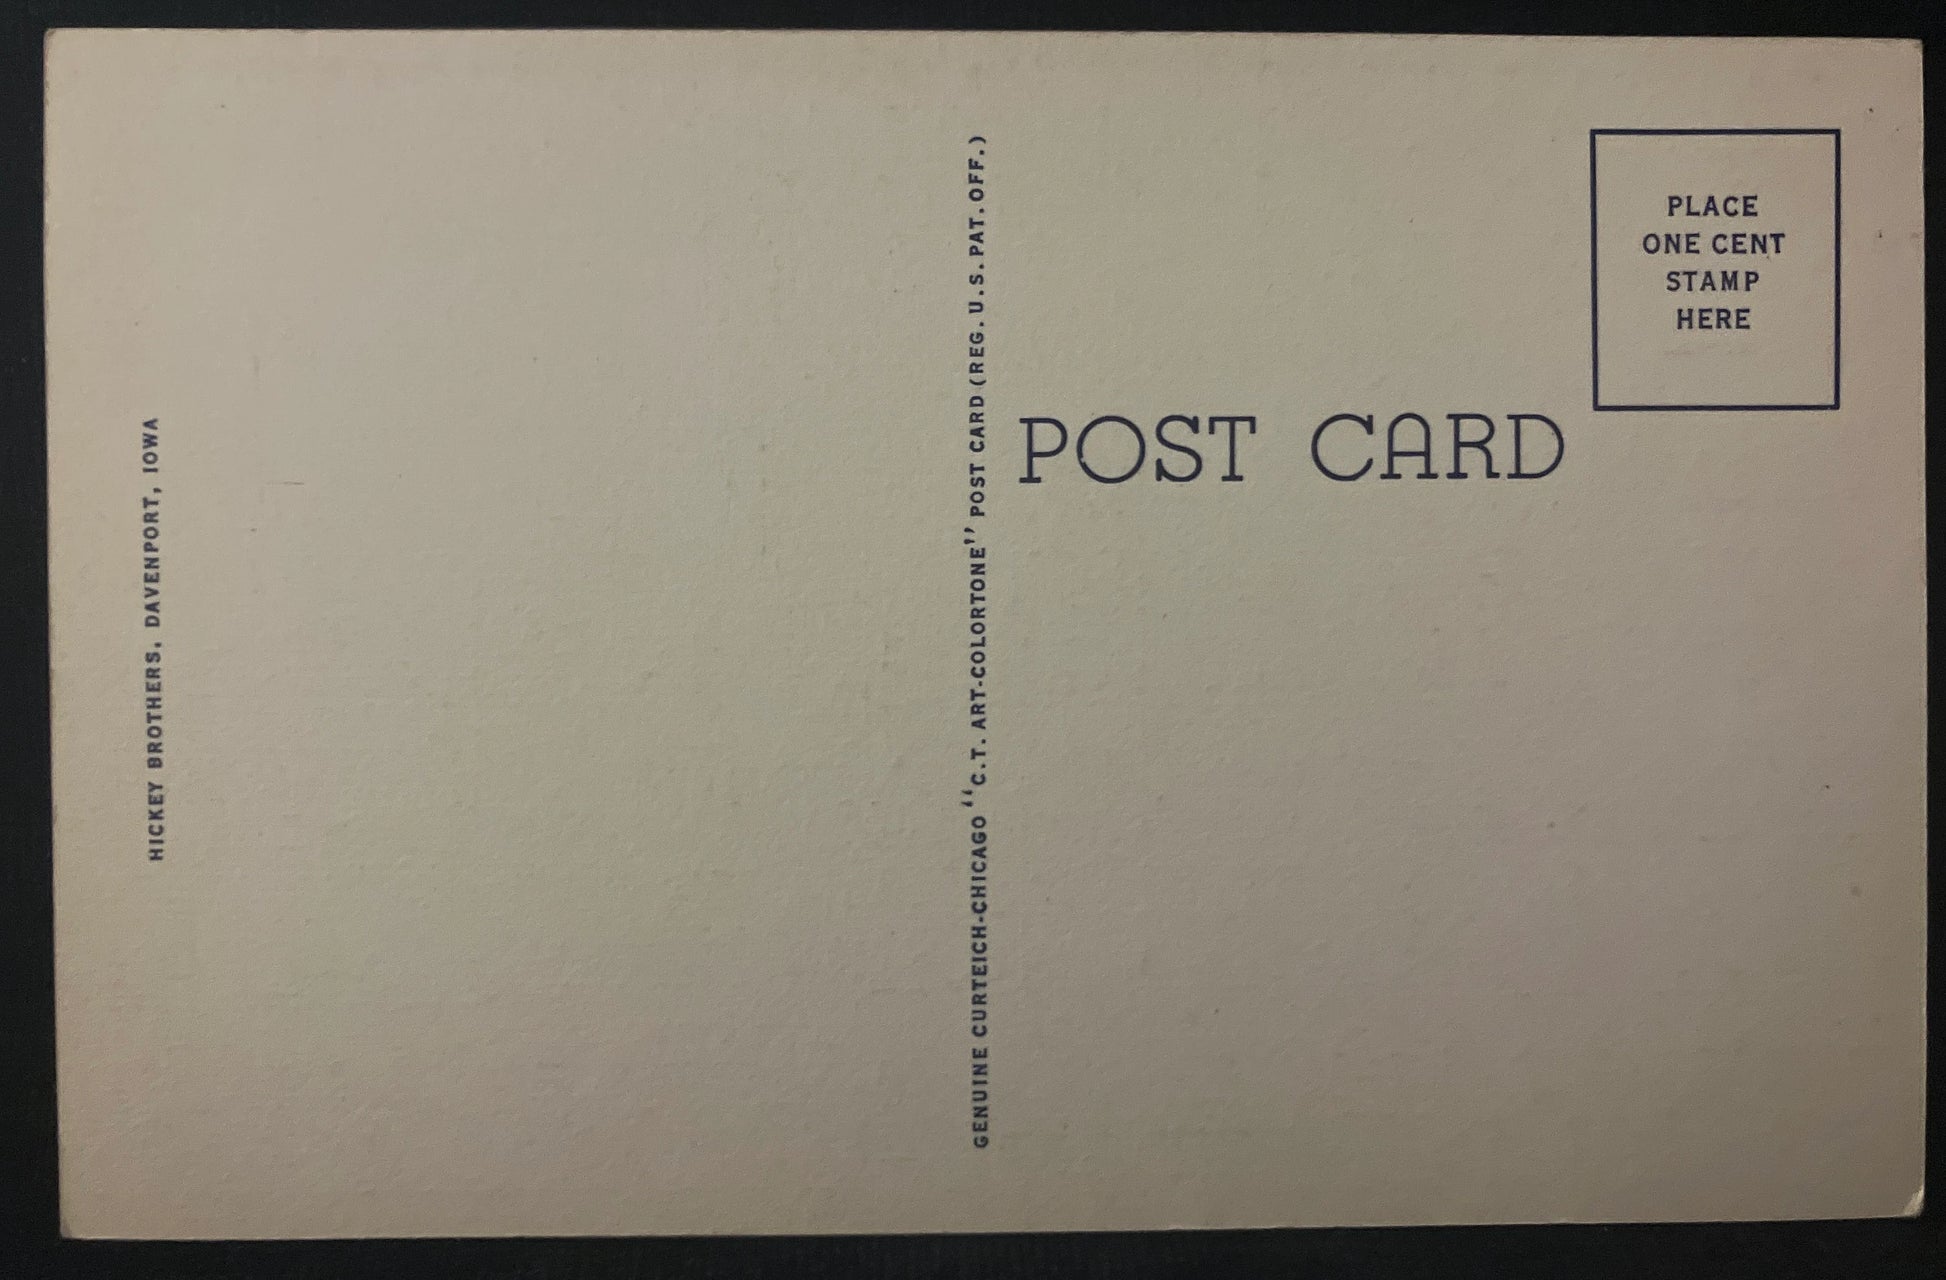 HICKEY BROTHERS, DAVENPORT, IOWA
GENUINE CURTEICH-CHICAGO “C.T. ART-COLORTONE” POST CARD (REG. U.S. PAT. OFF.)
POST CARD
PLACE
ONE CENT
STAMP
HERE